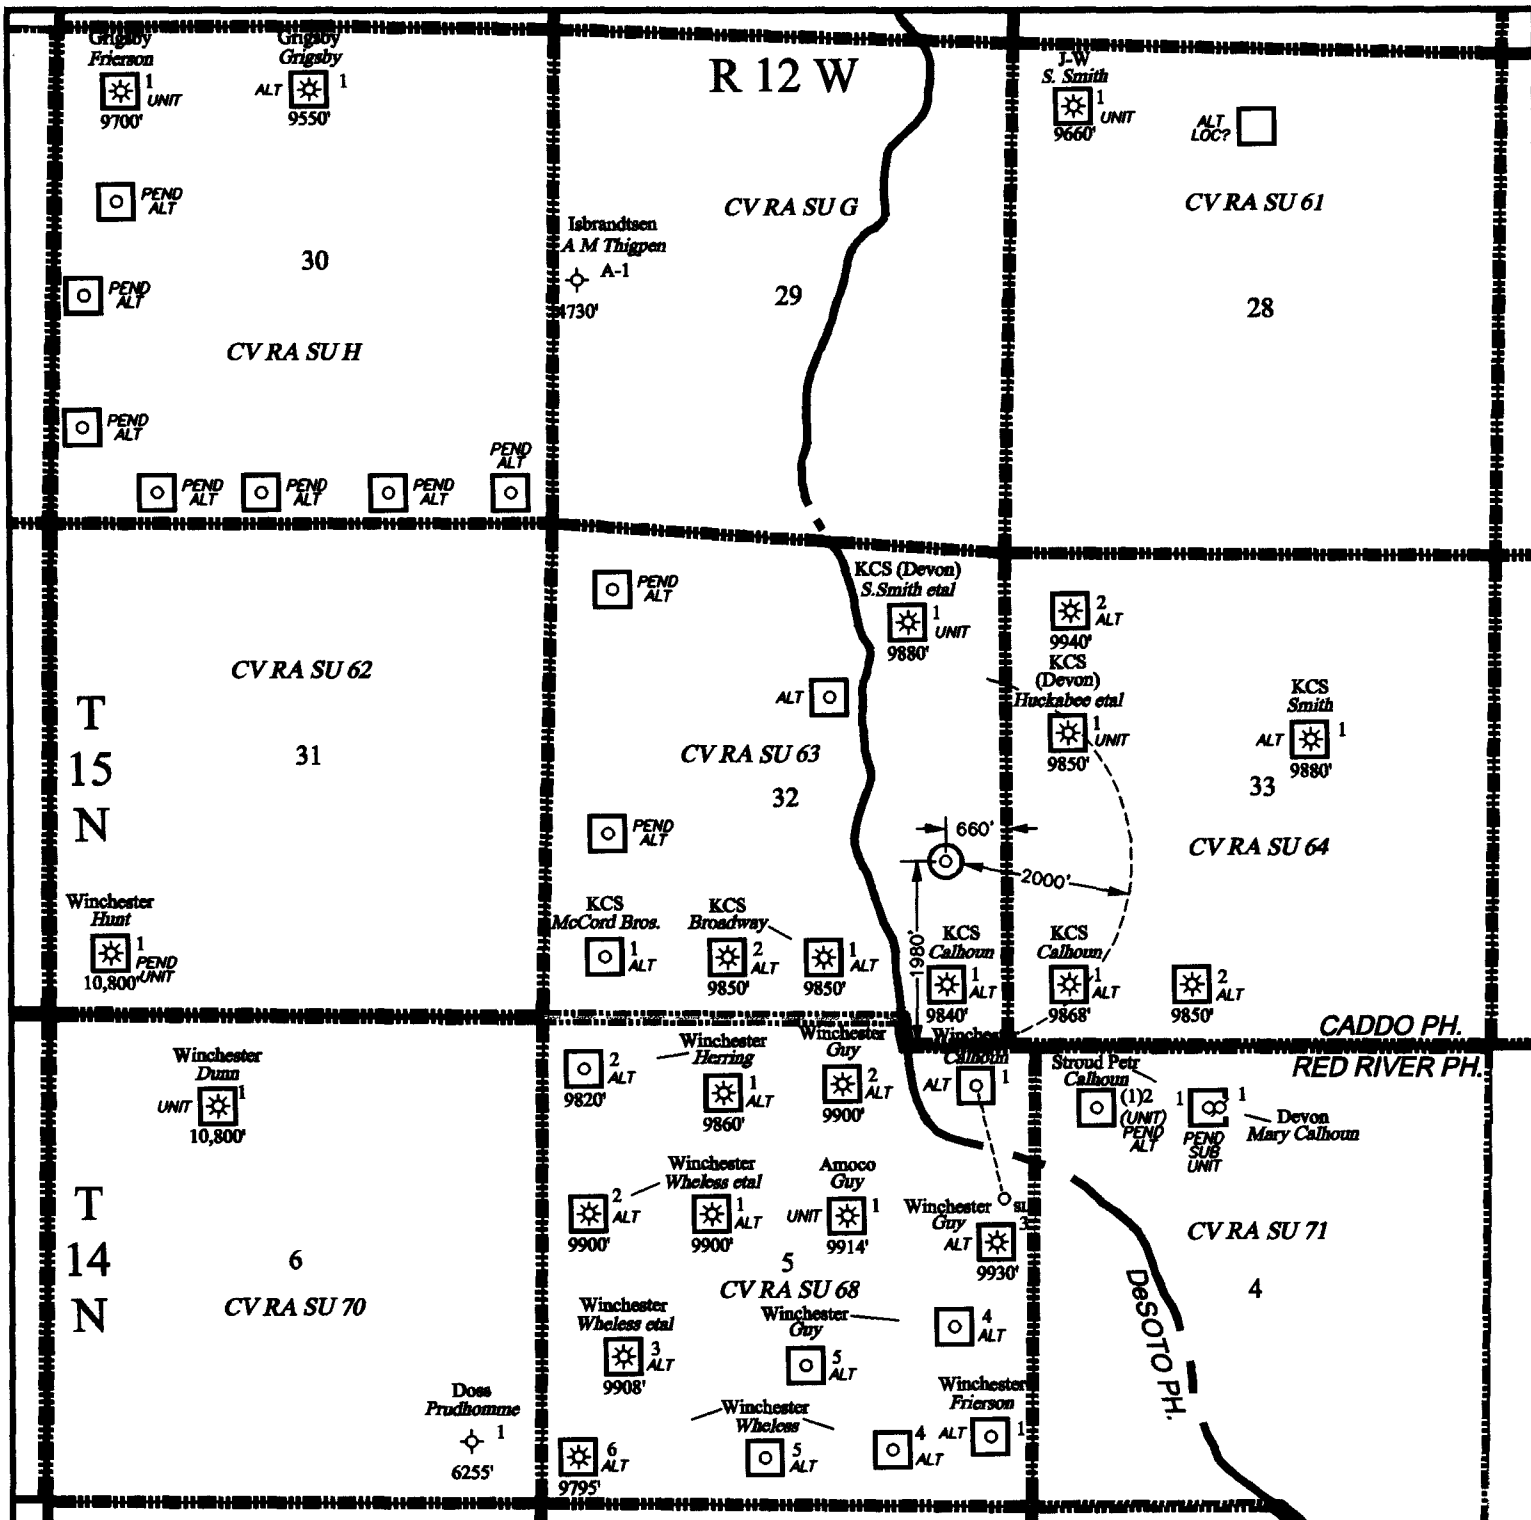 R 12 W
Grigsby
Frierson
1
UNIT
9700'
Grigsby
Grigsby
ALT
1
9550'
PEND
ALT
30
PEND
ALT
CV RA SU H
PEND
ALT
PEND
ALT
PEND
ALT
PEND
ALT
PEND
ALT
CV RA SU G
Isbrandtsen
A M Thigpen
A-1
4730'
29
J-W
S. Smith
1
UNIT
9660'
ALT
LOC?
CV RA SU 61
28
T
15
N
CV RA SU 62
31
Winchester
Hunt
1
PEND
UNIT
10,800'
PEND
ALT
KCS (Devon)
S.Smith etal
1
UNIT
9880'
ALT
CV RA SU 63
32
PEND
ALT
660'
2000'
1980'
KCS
McCord Bros.
1
ALT
KCS
Broadway
2
ALT
9850'
1
ALT
9850'
KCS
Calhoun
1
ALT
9840'
2
ALT
9940'
KCS
(Devon)
Huckabee etal
1
UNIT
9850'
KCS
Smith
ALT
1
9880'
33
CV RA SU 64
KCS
Calhoun
1
ALT
9868'
2
ALT
9850'
CADDO PH.
RED RIVER PH.
T
14
N
Winchester
Dunn
UNIT
1
10,800'
6
CV RA SU 70
Doss
Prudhomme
1
6255'
2
ALT
9820'
Winchester
Herring
1
ALT
9860'
Winchester
Guy
2
ALT
9900'
Winchester
Calhoun
ALT
1
Winchester
Wheless etal
2
ALT
9900'
1
ALT
9900'
Amoco
Guy
UNIT
1
9914'
Winchester
Guy
SL
3
ALT
9930'
5
CV RA SU 68
Winchester
Wheless etal
3
ALT
9908'
Winchester
Guy
4
ALT
5
ALT
Winchester
Wheless
6
ALT
9795'
5
ALT
4
ALT
Winchester
Frierson
ALT
1
Stroud Petr
Calhoun
(1)2
(UNIT)
PEND
ALT
1
1
PEND
SUB
UNIT
Devon
Mary Calhoun
CV RA SU 71
4
DeSOTO PH.